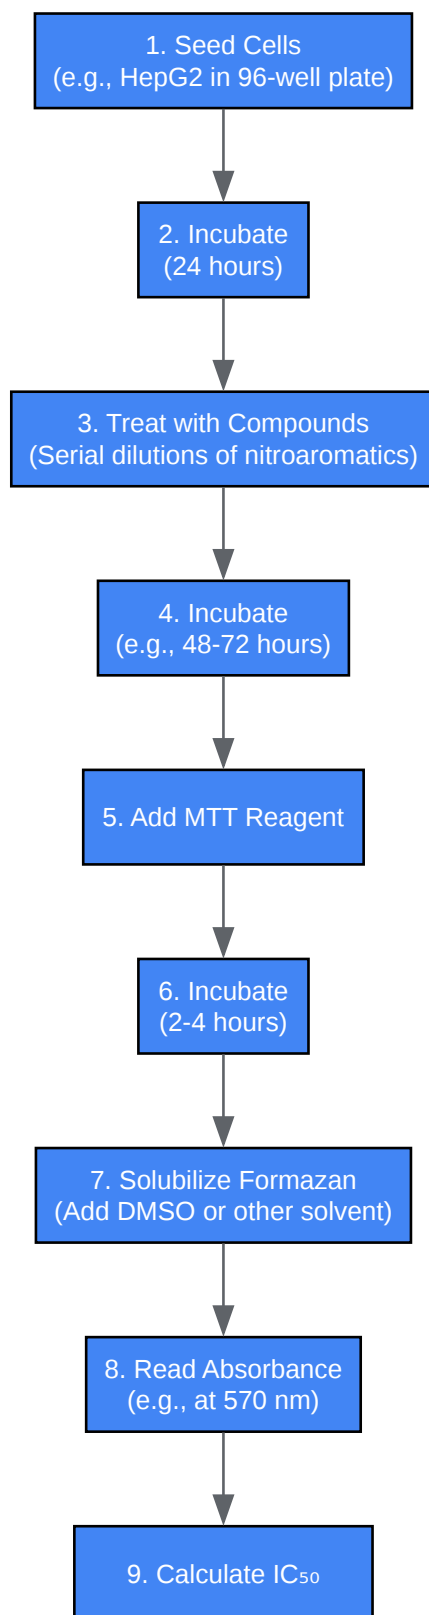 1. Seed Cells
(e.g., HepG2 in 96-well plate)
2. Incubate
(24 hours)
3. Treat with Compounds
(Serial dilutions of nitroaromatics)
4. Incubate
(e.g., 48-72 hours)
5. Add MTT Reagent
6. Incubate
(2-4 hours)
7. Solubilize Formazan
(Add DMSO or other solvent)
8. Read Absorbance
(e.g., at 570 nm)
9. Calculate IC₅₀